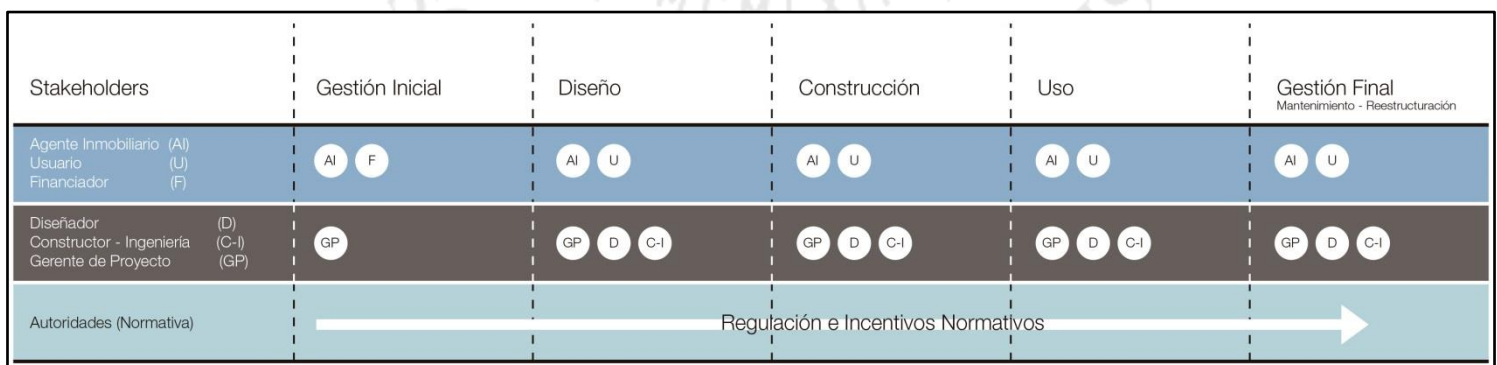 Stakeholders Gestión Inicial Diseño Construcción Uso Gestión Final
Mantenimiento - Reestructuración
Agente Inmobiliario (AI)
Usuario (U)
Financiador (F)
AI F AI U AI U AI U AI U
Diseñador (D)
Constructor - Ingeniería (C-I)
Gerente de Proyecto (GP)
GP GP D C-I GP D C-I GP D C-I GP D C-I
Autoridades (Normativa) Regulación e Incentivos Normativos